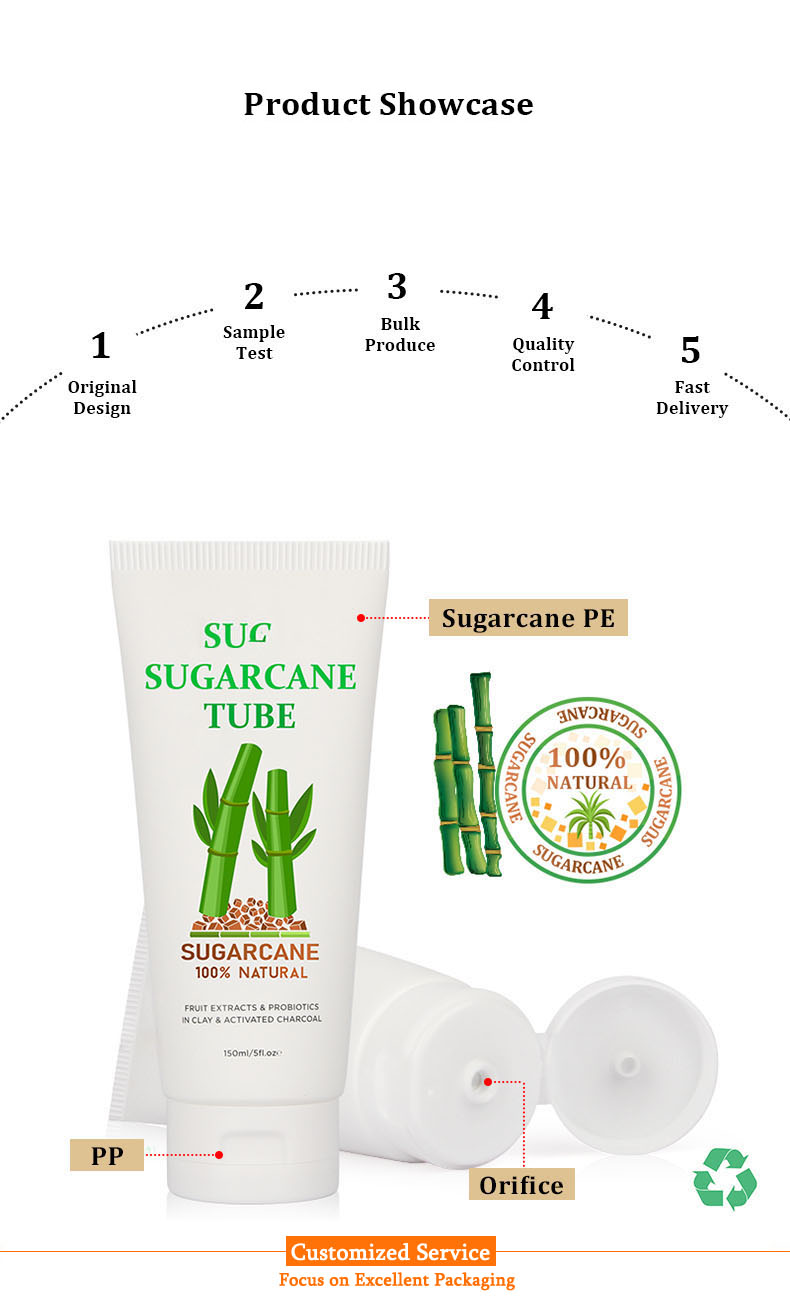 Product Showcase
1
Original
Design
2
Sample
Test
3
Bulk
Produce
4
Quality
Control
5
Fast
Delivery
SUC
SUGARCANE
TUBE
SUGARCANE
100% NATURAL
FRUIT EXTRACTS & PROBIOTICS
IN CLAY & ACTIVATED CHARCOAL
150ml/5fl.oz℮
Sugarcane PE
SUGARCANE
SUGARCANE
SUGARCANE
SUGARCANE
100%
NATURAL
PP
Orifice
Customized Service
Focus on Excellent Packaging